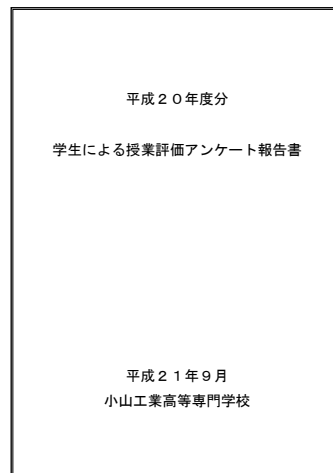 平成２０年度分
学生による授業評価アンケート報告書
平成２１年９月
小山工業高等専門学校